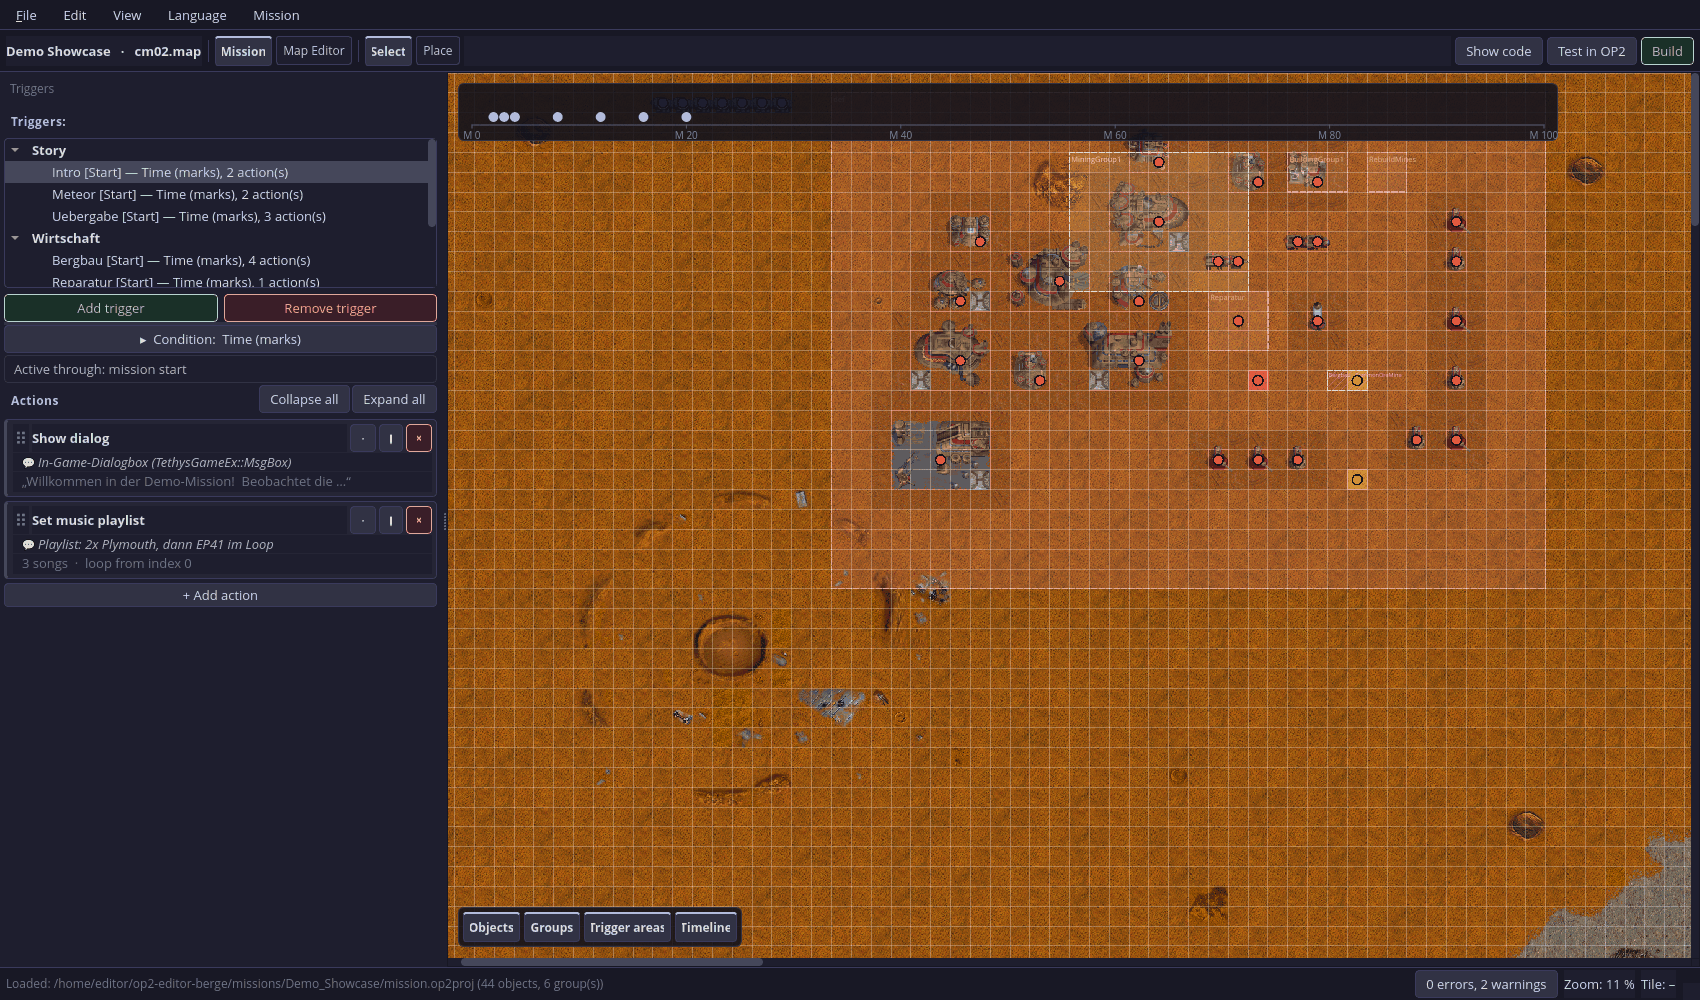 File Edit View Language Mission
Demo Showcase · cm02.map Mission Map Editor Select Place Show code Test in OP2 Build
Triggers
Triggers:
Story
Intro [Start] — Time (marks), 2 action(s)
Meteor [Start] — Time (marks), 2 action(s)
Uebergabe [Start] — Time (marks), 3 action(s)
Wirtschaft
Bergbau [Start] — Time (marks), 4 action(s)
Reparatur [Start] — Time (marks), 1 action(s)
Add trigger Remove trigger
Condition: Time (marks)
Active through: mission start
Actions Collapse all Expand all
Show dialog
In-Game-Dialogbox (TethysGameEx::MsgBox)
„Willkommen in der Demo-Mission! Beobachtet die ...“
Set music playlist
Playlist: 2x Plymouth, dann EP41 im Loop
3 songs · loop from index 0
+ Add action
M 0 M 20 M 40 M 60 M 80 M 100
MiningGroup1 BuildingGroup1 RebuildMines
Reparatur
Objects Groups Trigger areas Timeline
Loaded: /home/editor/op2-editor-berge/missions/Demo_Showcase/mission.op2proj (44 objects, 6 group(s)) 0 errors, 2 warnings Zoom: 11 % Tile: –